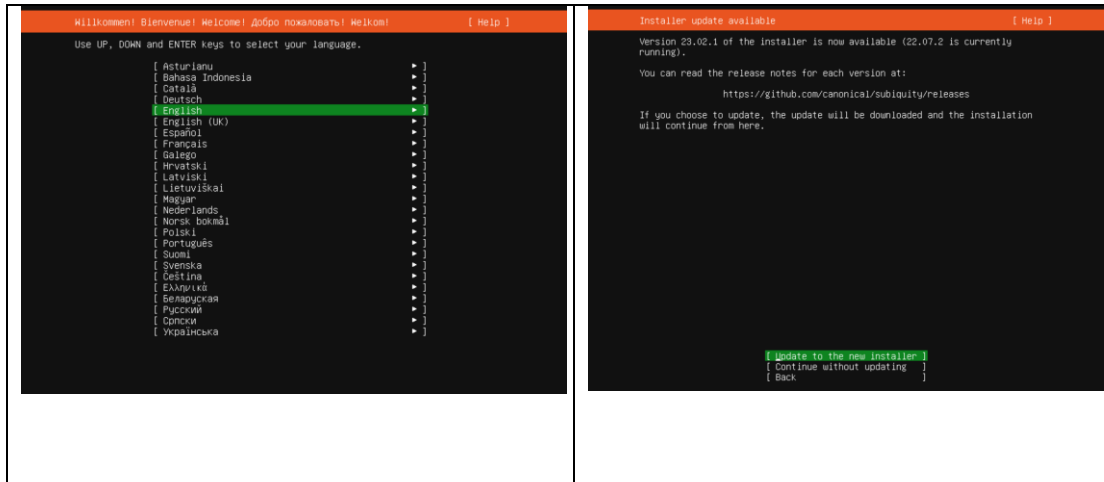 Willkommen! Bienvenue! Welcome! Добро пожаловать! Welkom! [ Help ]
Use UP, DOWN and ENTER keys to select your language.
[ Asturianu ► ]
[ Bahasa Indonesia ► ]
[ Català ► ]
[ Deutsch ► ]
[ English ► ]
[ English (UK) ► ]
[ Español ► ]
[ Français ► ]
[ Galego ► ]
[ Hrvatski ► ]
[ Latviski ► ]
[ Lietuviškai ► ]
[ Magyar ► ]
[ Nederlands ► ]
[ Norsk bokmål ► ]
[ Polski ► ]
[ Português ► ]
[ Suomi ► ]
[ Svenska ► ]
[ Čeština ► ]
[ Ελληνικά ► ]
[ Беларуская ► ]
[ Русский ► ]
[ Српски ► ]
[ Українська ► ]
Installer update available [ Help ]
Version 23.02.1 of the installer is now available (22.07.2 is currently
running).
You can read the release notes for each version at:
https://github.com/canonical/subiquity/releases
If you choose to update, the update will be downloaded and the installation
will continue from here.
[ Update to the new installer ]
[ Continue without updating ]
[ Back ]